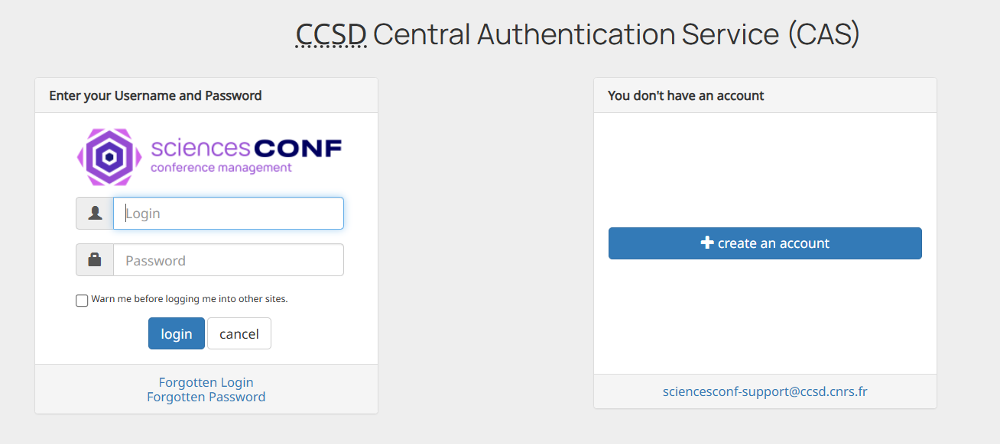 CCSD Central Authentication Service (CAS)
Enter your Username and Password
sciencesCONF
conference management
Login
Password
Warn me before logging me into other sites.
login
cancel
Forgotten Login
Forgotten Password
You don't have an account
create an account
sciencesconf-support@ccsd.cnrs.fr